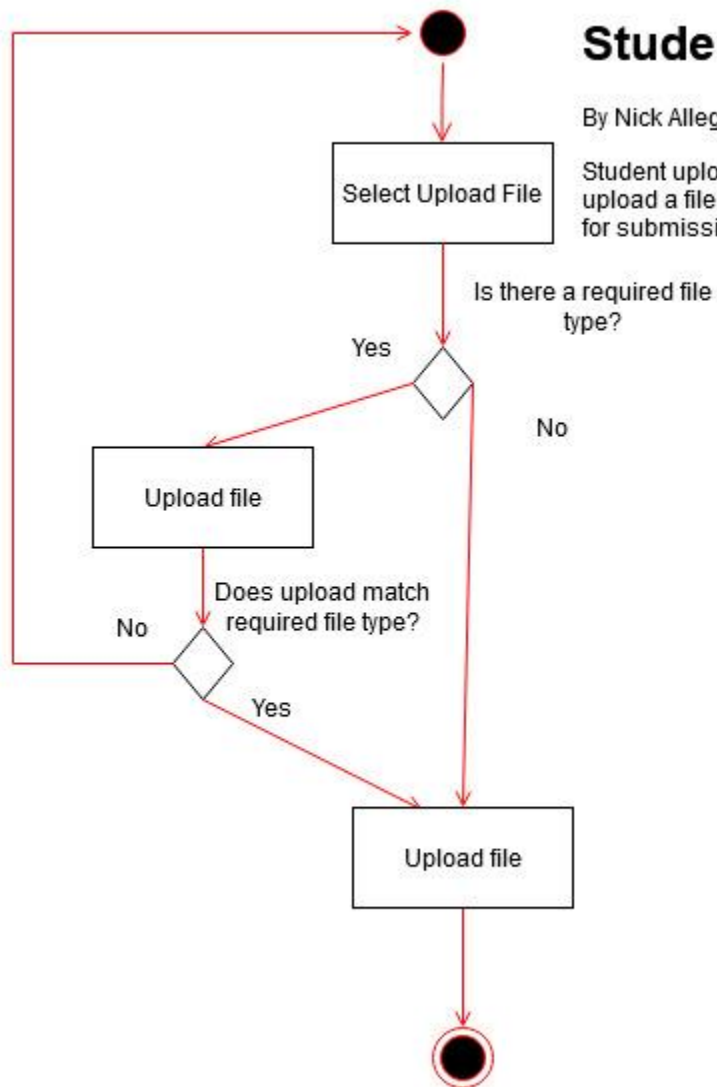 Stude
By Nick Alleg
Student uplo
upload a file
for submissi
Select Upload File
Is there a required file
type?
Yes
No
Upload file
Does upload match
required file type?
No
Yes
Upload file